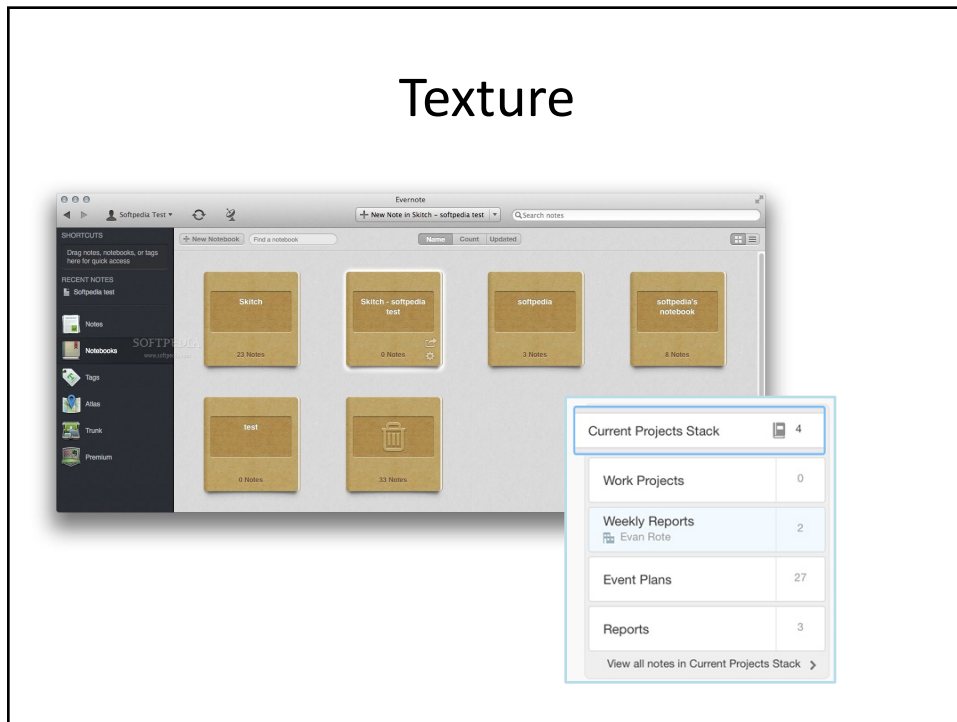 Texture
Evernote
Softpedia Test
New Note in Skitch - softpedia test
Search notes
SHORTCUTS
Drag notes, notebooks, or tags
here for quick access
RECENT NOTES
Softpedia test
Notes
Notebooks
Tags
Atlas
Trunk
Premium
New Notebook
Find a notebook
Name Count Updated
Skitch
23 Notes
Skitch - softpedia
test
0 Notes
softpedia
3 Notes
softpedia's
notebook
8 Notes
test
0 Notes
33 Notes
SOFTPEDIA
Current Projects Stack 4
Work Projects 0
Weekly Reports 2
Evan Rote
Event Plans 27
Reports 3
View all notes in Current Projects Stack >